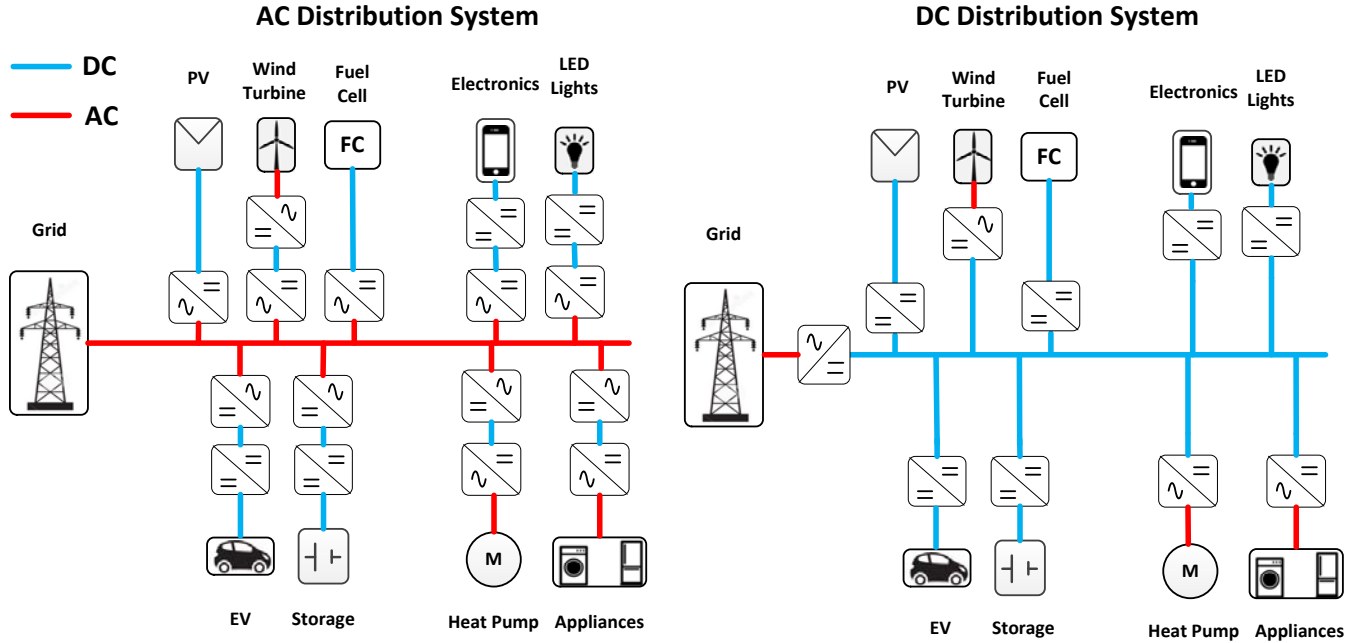 AC Distribution System
DC
AC
PV
Wind
Turbine
Fuel
Cell
Electronics
LED
Lights
FC
Grid
M
EV
Storage
Heat Pump
Appliances
DC Distribution System
PV
Wind
Turbine
Fuel
Cell
Electronics
LED
Lights
FC
Grid
M
EV
Storage
Heat Pump
Appliances